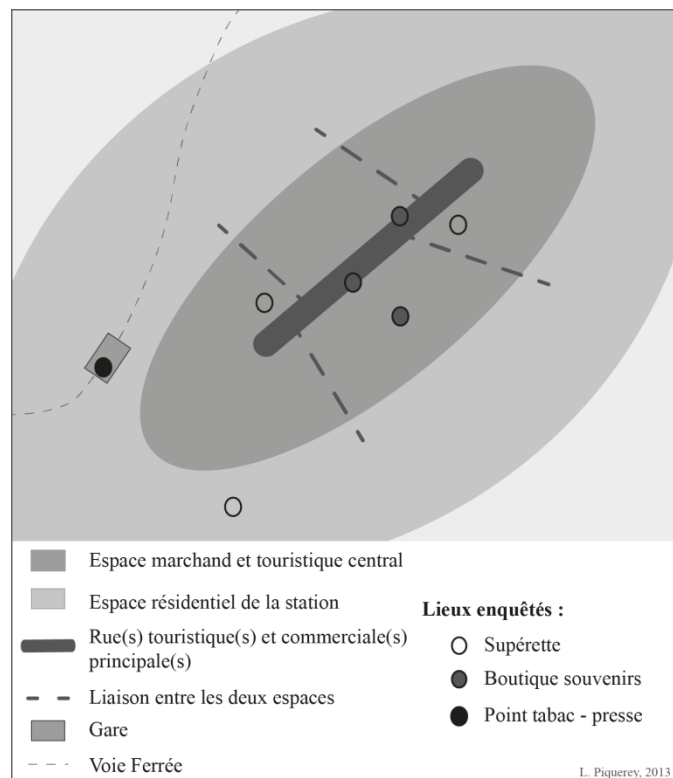 Espace marchand et touristique central
Espace résidentiel de la station
Rue(s) touristique(s) et commerciale(s)
principale(s)
Liaison entre les deux espaces
Gare
Voie Ferrée
Lieux enquêtés :
Supérette
Boutique souvenirs
Point tabac - presse
L. Piquerey, 2013